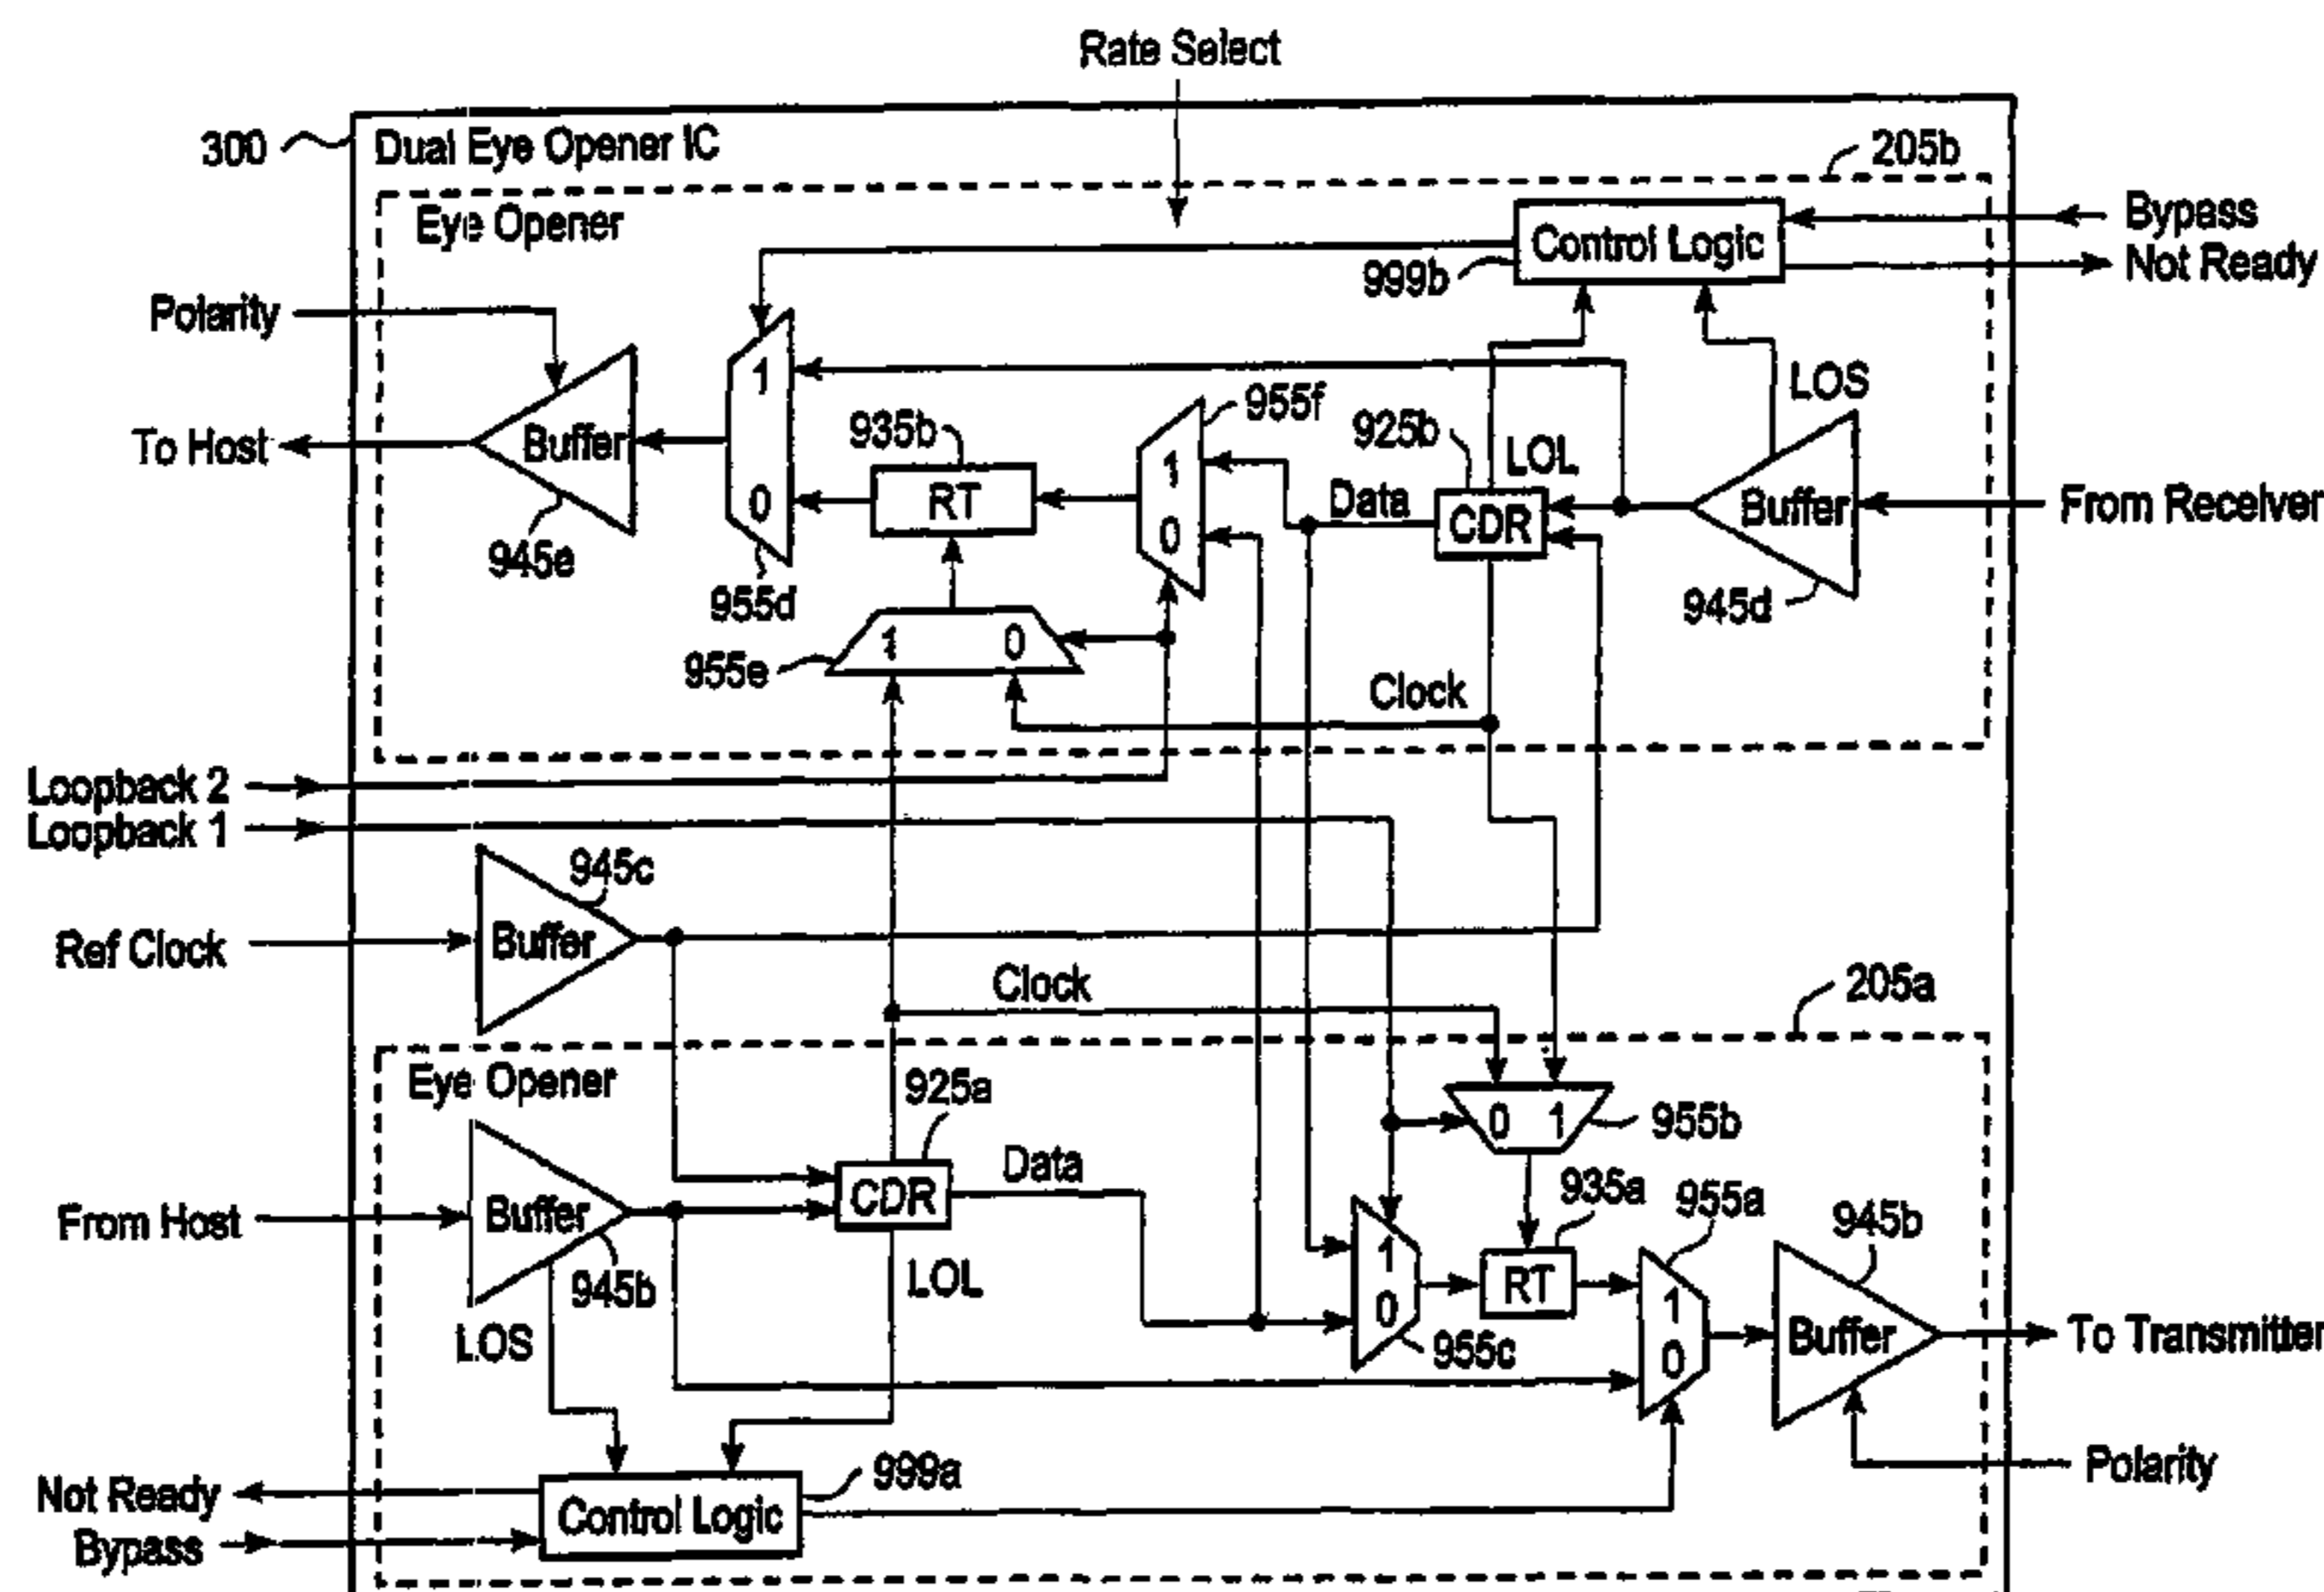 Rate Select
300
Dual Eye Opener IC
205b
Eye Opener
Bypass
Control Logic
999b
Not Ready
Polarity
1
LOS
955f
935b
925b
LOL
To Host
Buffer
RT
1
Data
CDR
Buffer
From Receiver
0
0
945e
955d
945d
1
0
955e
Clock
Loopback 2
Loopback 1
945c
Buffer
Ref Clock
Clock
205a
Eye Opener
925a
0
1
955b
Data
CDR
935a
955a
945b
From Host
Buffer
945b
LOL
1
RT
1
0
0
Buffer
To Transmitter
LOS
955c
999a
Polarity
Not Ready
Control Logic
Bypass